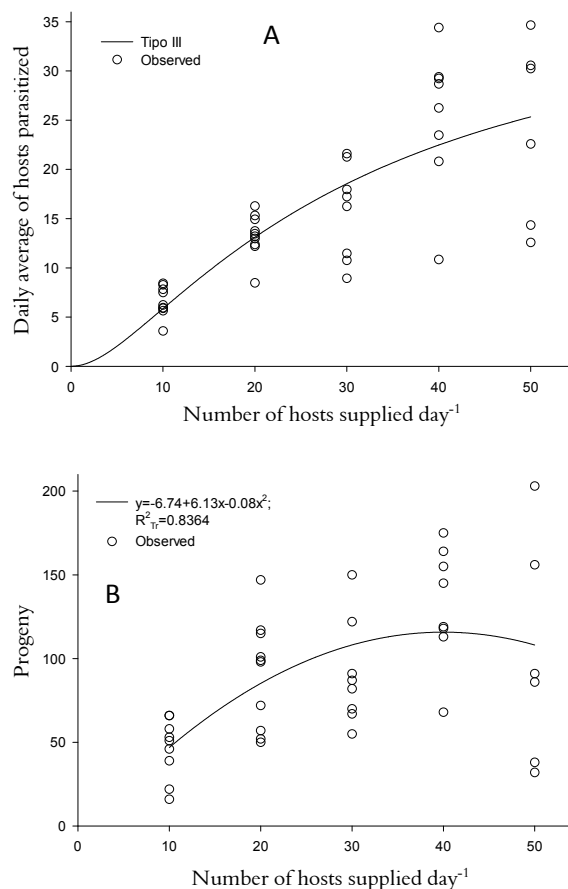 A
Tipo III
Observed
Daily average of hosts parasitized
35
30
25
20
15
10
5
0
0 10 20 30 40 50
Number of hosts supplied day-1
y=-6.74+6.13x-0.08x2;
R2Tr=0.8364
Observed
B
Progeny
200
150
100
50
0
0 10 20 30 40 50
Number of hosts supplied day-1